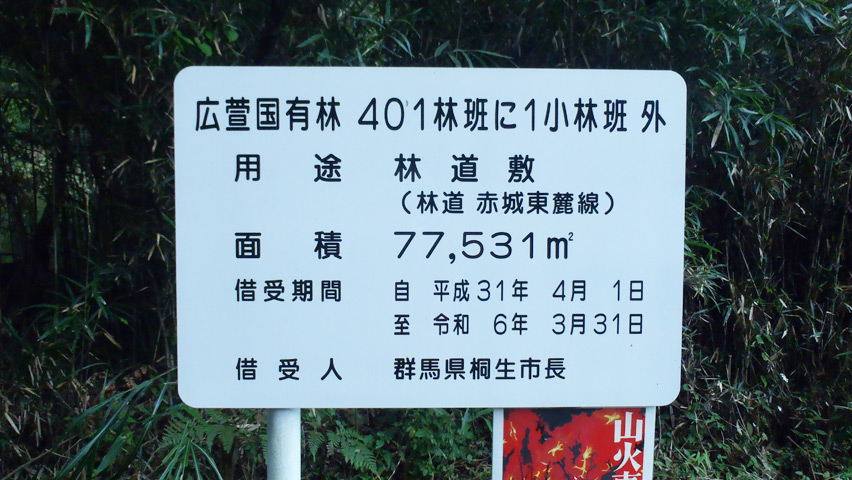 広萱国有林 401林班に1小林班 外
用途 林道敷
（林道 赤城東麓線）
面積 77,531㎡
借受期間 自 平成31年 4月 1日
至 令和 6年 3月31日
借受人 群馬県桐生市長
山火